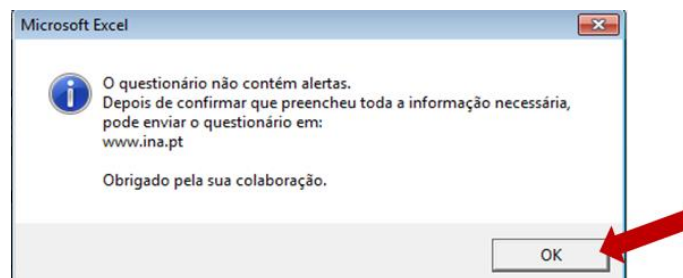 Microsoft Excel
O questionário não contém alertas.
Depois de confirmar que preencheu toda a informação necessária,
pode enviar o questionário em:
www.ina.pt
Obrigado pela sua colaboração.
OK